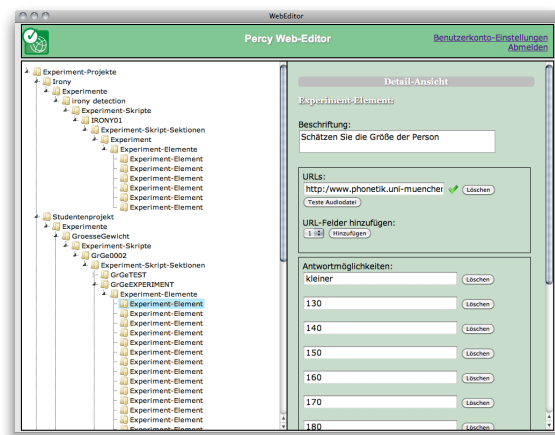 WebEditor
Percy Web-Editor
Benutzerkonto-Einstellungen
Abmelden
Experiment-Projekte
Irony
Experimente
irony detection
Experiment-Skripte
IRONY01
Experiment-Skript-Sektionen
Experiment
Experiment-Elemente
Experiment-Element
Experiment-Element
Experiment-Element
Experiment-Element
Experiment-Element
Experiment-Element
Studentenprojekt
Experimente
GroesseGewicht
Experiment-Skripte
GrGe0002
Experiment-Skript-Sektionen
GrGeTEST
GrGeEXPERIMENT
Experiment-Elemente
Experiment-Element
Experiment-Element
Experiment-Element
Experiment-Element
Experiment-Element
Experiment-Element
Experiment-Element
Experiment-Element
Experiment-Element
Experiment-Element
Experiment-Element
Experiment-Element
Experiment-Element
Experiment-Element
Detail-Ansicht
Experiment-Element:
Beschriftung:
Schätzen Sie die Größe der Person
URLs:
http:/www.phonetik.uni-muencher
Löschen
Teste Audiodatei
URL-Felder hinzufügen:
1 Hinzufügen
Antwortmöglichkeiten:
kleiner Löschen
130 Löschen
140 Löschen
150 Löschen
160 Löschen
170 Löschen
180 Löschen